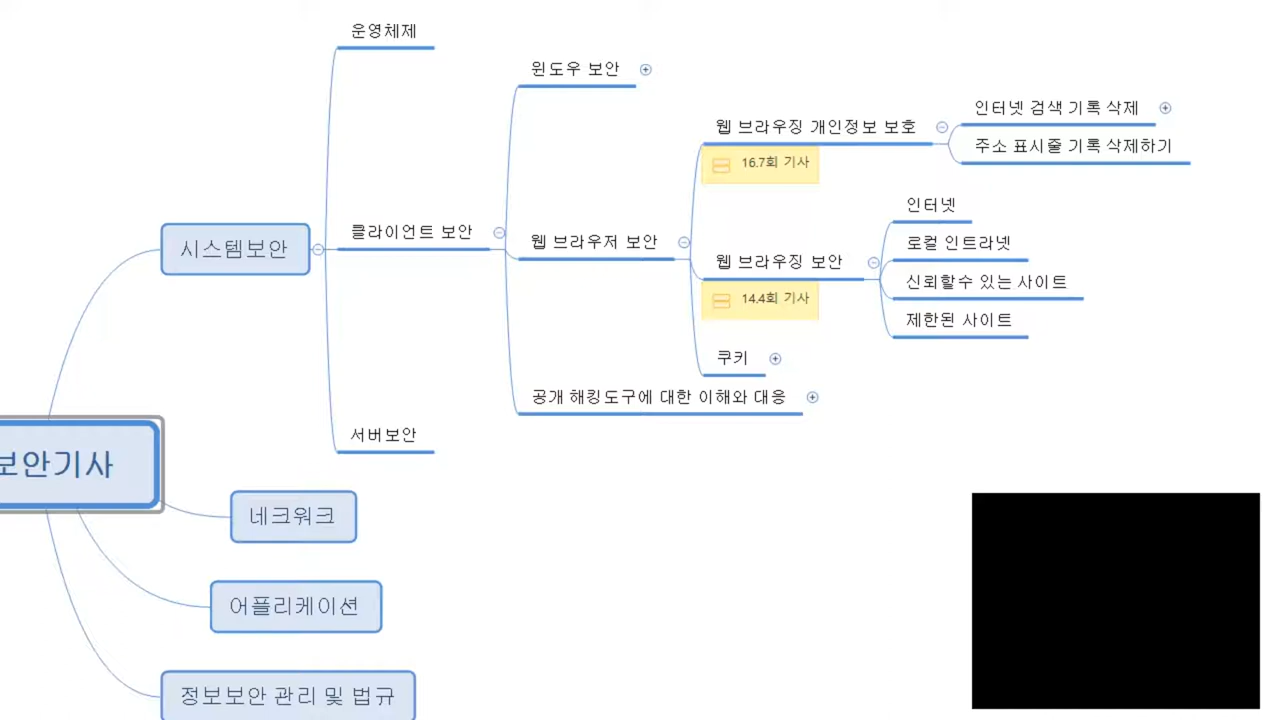 운영체제
윈도우 보안
인터넷 검색 기록 삭제
웹 브라우징 개인정보 보호
주소 표시줄 기록 삭제하기
16.7회 기사
인터넷
클라이언트 보안
웹 브라우저 보안
로컬 인트라넷
시스템보안
웹 브라우징 보안
신뢰할수 있는 사이트
14.4회 기사
제한된 사이트
쿠키
공개 해킹도구에 대한 이해와 대응
서버보안
보안기사
네크워크
어플리케이션
정보보안 관리 및 법규